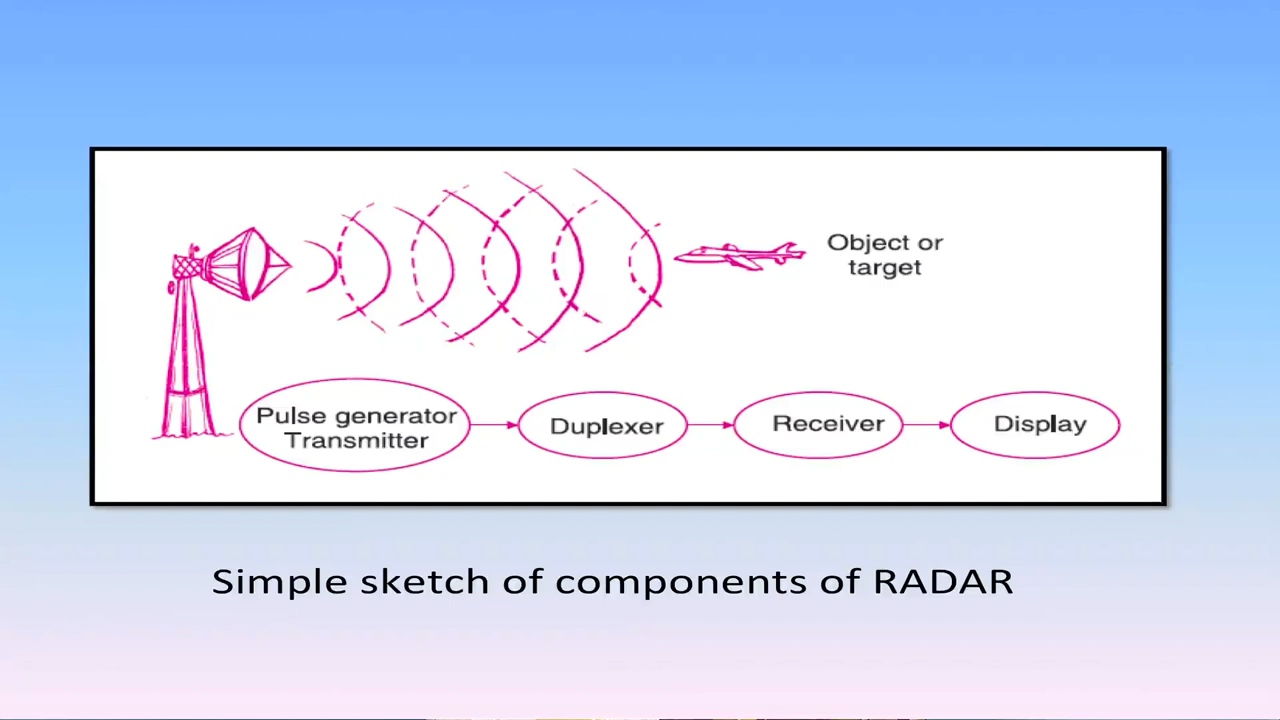 Object or
target
Pulse generator
Transmitter
Duplexer
Receiver
Display
Simple sketch of components of RADAR